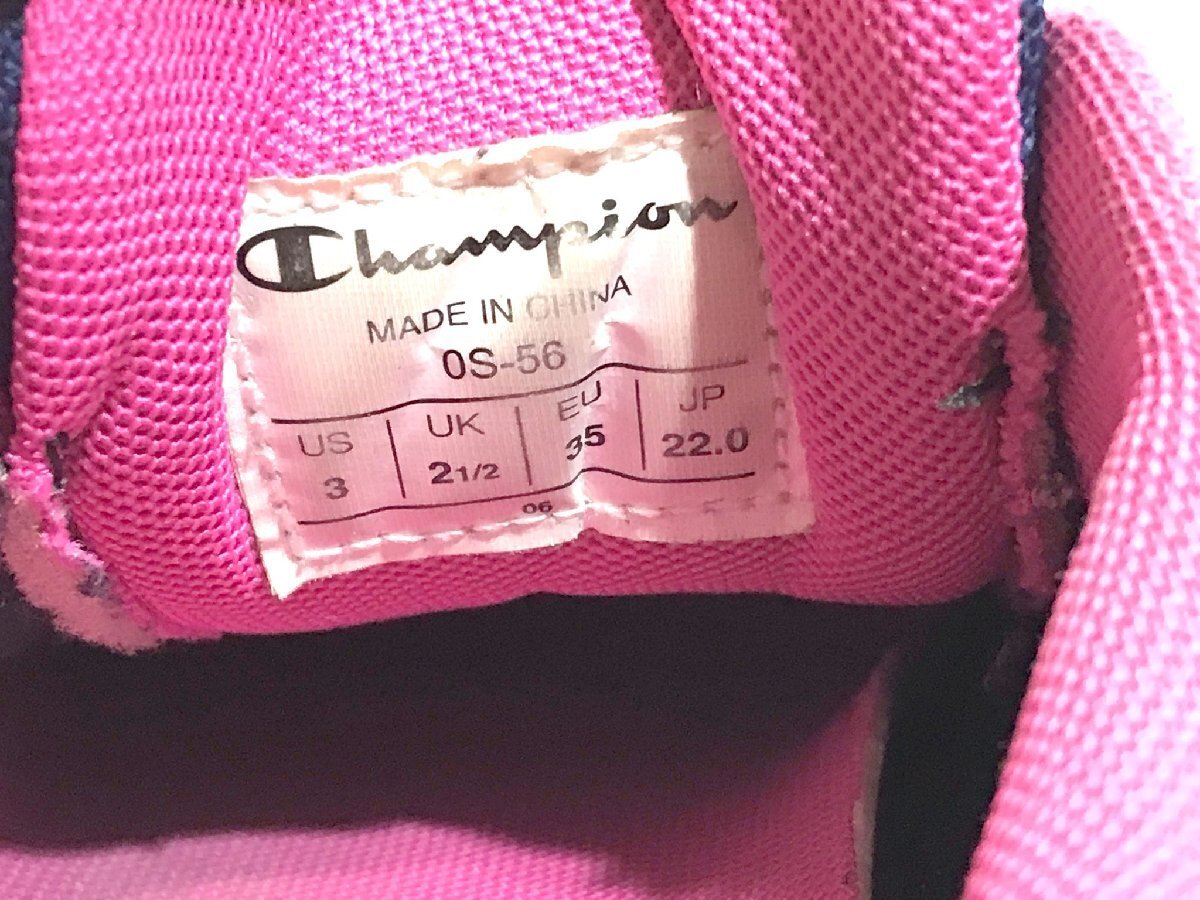 Champion
MADE IN CHINA
0S-56
US UK EU JP
3 2 1/2 35 22.0
06